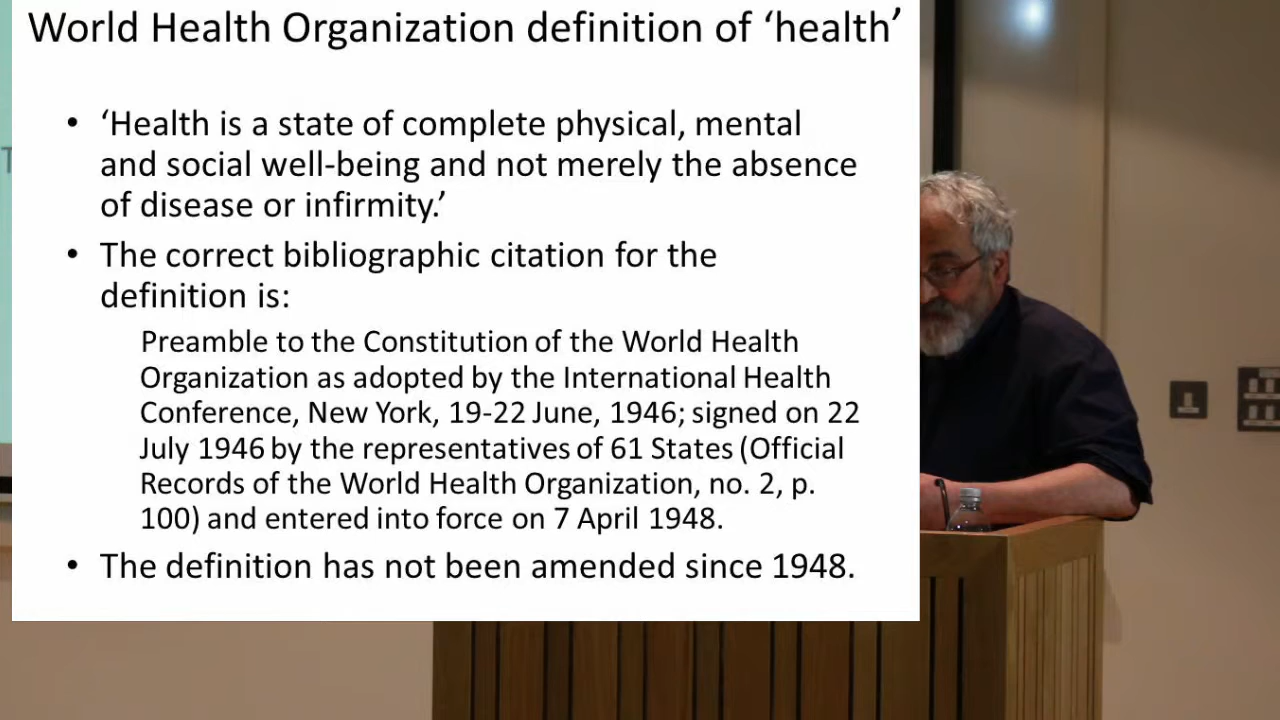 World Health Organization definition of ‘health’
• ‘Health is a state of complete physical, mental
and social well-being and not merely the absence
of disease or infirmity.’
• The correct bibliographic citation for the
definition is:
Preamble to the Constitution of the World Health
Organization as adopted by the International Health
Conference, New York, 19-22 June, 1946; signed on 22
July 1946 by the representatives of 61 States (Official
Records of the World Health Organization, no. 2, p.
100) and entered into force on 7 April 1948.
• The definition has not been amended since 1948.